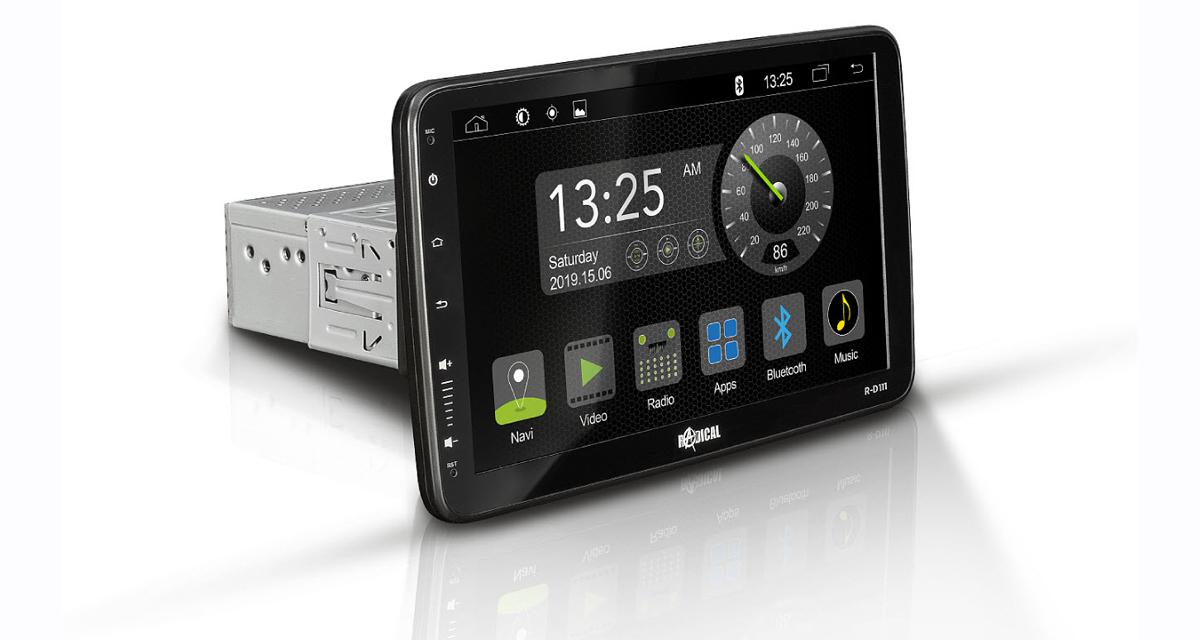 MIC
13:25
13:25 AM
Saturday
2019.15.06
20
40
60
80
100
120
140
160
180
200
220
86
km/h
Navi
Video
Radio
Apps
Bluetooth
Music
RST
RADICAL
R-D111